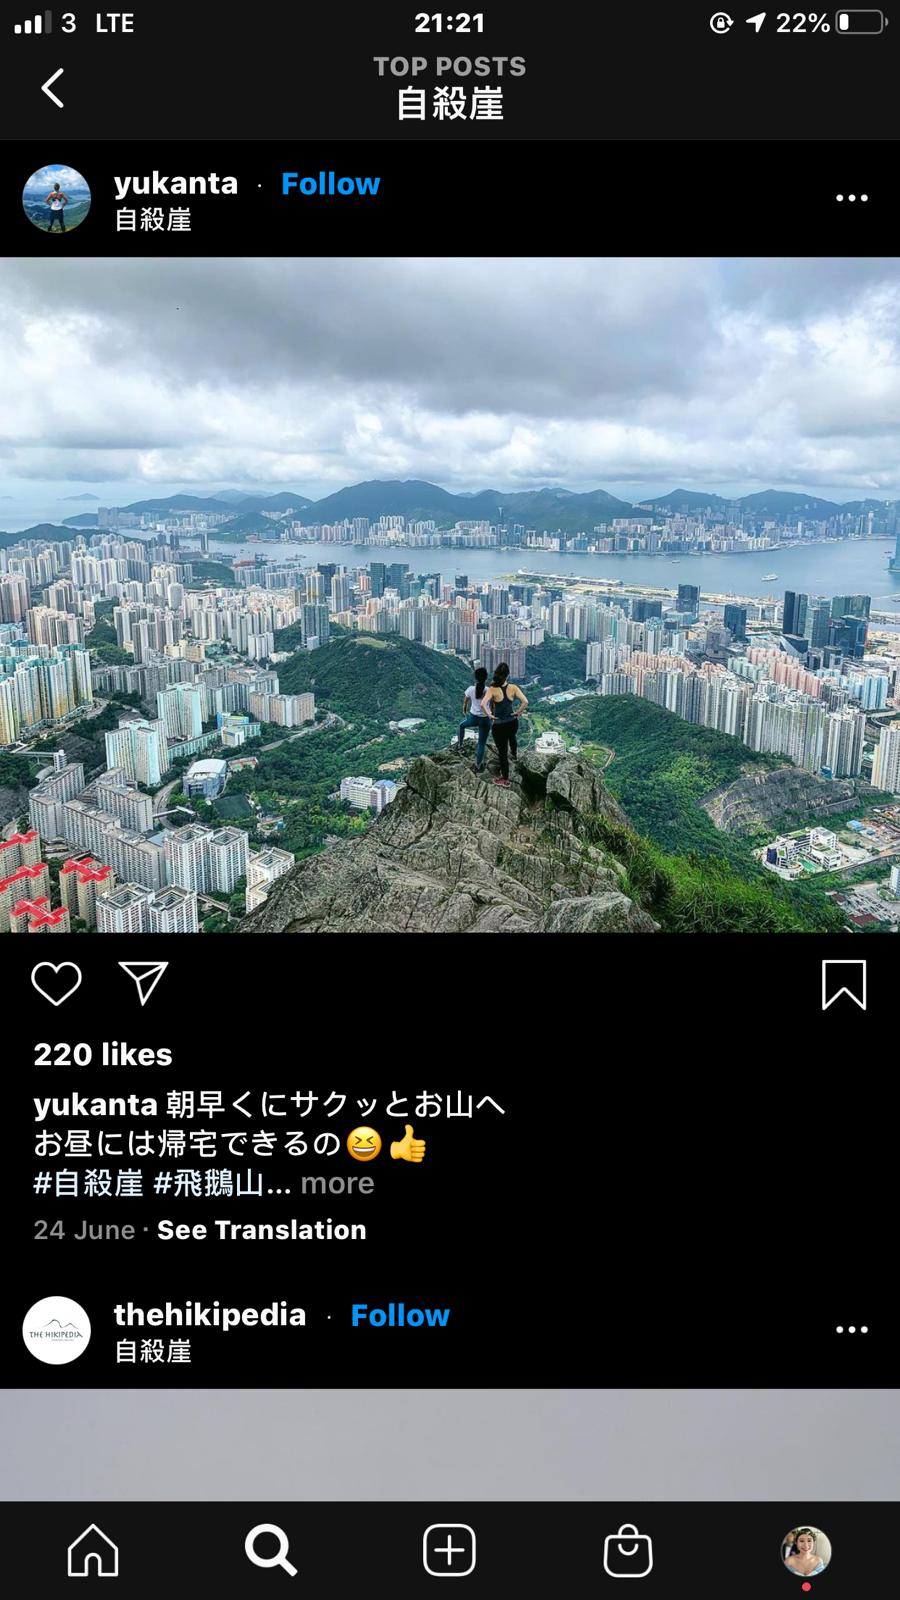 3 LTE 21:21 22%
TOP POSTS
自殺崖
yukanta · Follow
自殺崖
220 likes
yukanta 朝早くにサクッとお山へ
お昼には帰宅できるの😆👍
#自殺崖 #飛鵝山... more
24 June · See Translation
thehikipedia · Follow
THE HIKIPEDIA
自殺崖